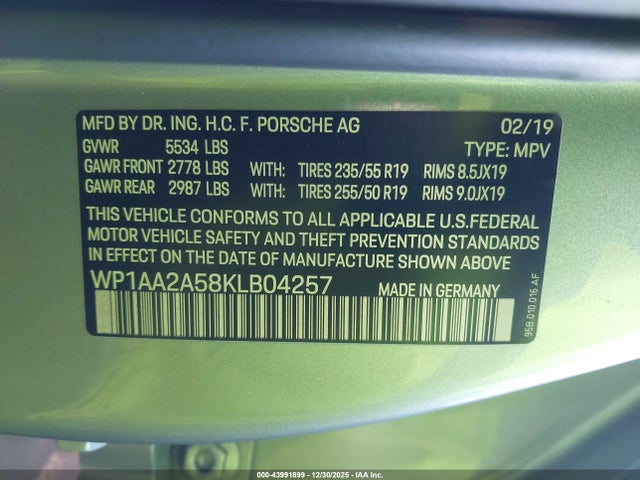 MFD BY DR. ING. H.C. F. PORSCHE AG 02/19
GVWR 5534 LBS TYPE: MPV
GAWR FRONT 2778 LBS WITH: TIRES 235/55 R19 RIMS 8.5JX19
GAWR REAR 2987 LBS WITH: TIRES 255/50 R19 RIMS 9.0JX19
THIS VEHICLE CONFORMS TO ALL APPLICABLE U.S.FEDERAL
MOTOR VEHICLE SAFETY AND THEFT PREVENTION STANDARDS
IN EFFECT ON THE DATE OF MANUFACTURE SHOWN ABOVE.
WP1AA2A58KLB04257 MADE IN GERMANY
95B.010.016.AF
000-43991899 - 12/30/2025 - IAA Inc.